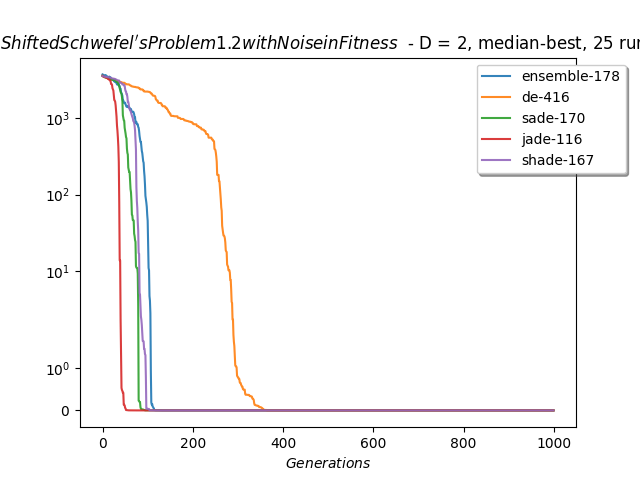 ShiftedSchwefel'sProblem1.2withNoiseinFitness - D = 2, median-best, 25 run
ensemble-178
de-416
sade-170
jade-116
shade-167
10³
10²
10¹
10⁰
0
0 200 400 600 800 1000
Generations